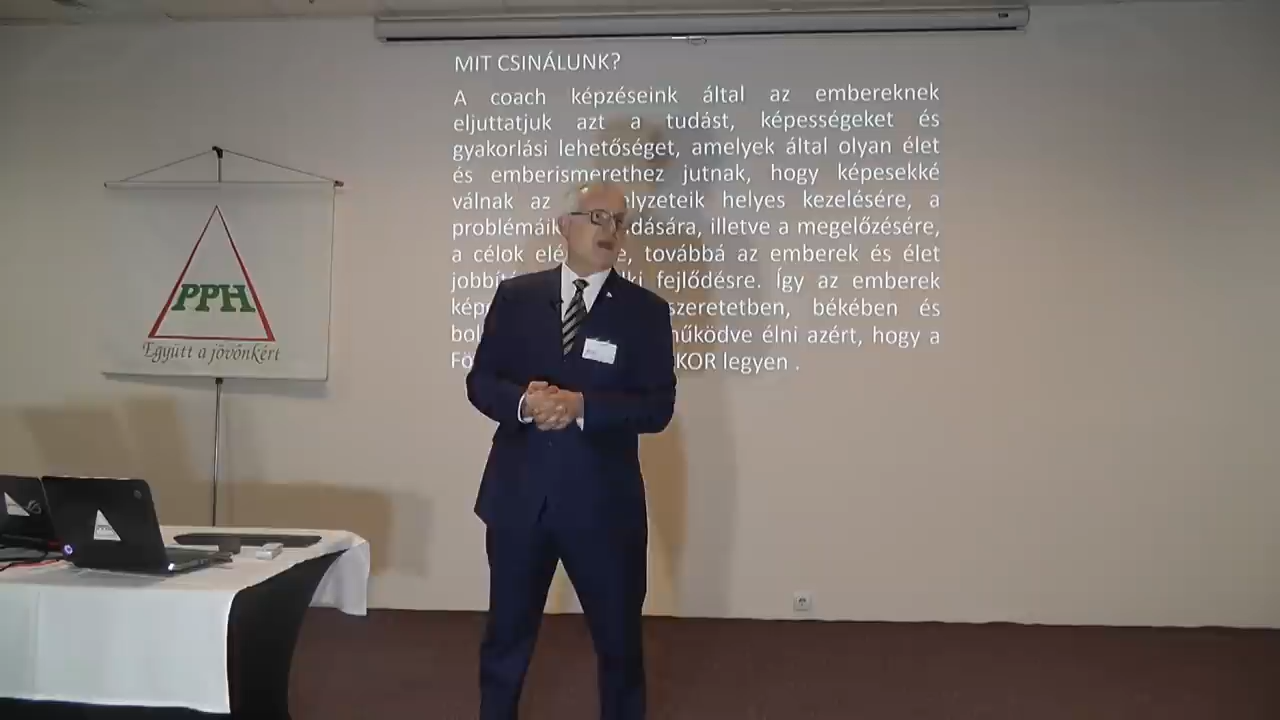 MIT CSINÁLUNK?
A coach képzéseink által az embereknek
eljuttatjuk azt a tudást, képességeket és
gyakorlási lehetőséget, amelyek által olyan élet
és emberismerethez jutnak, hogy képesekké
válnak az helyes kezelésére, a
illetve a megelőzésére,
a célok továbbá az emberek és élet
fejlődésre. Így az emberek
szeretetben, békében és
élni azért, hogy a
legyen .
PPH
Együtt a jövőnkért